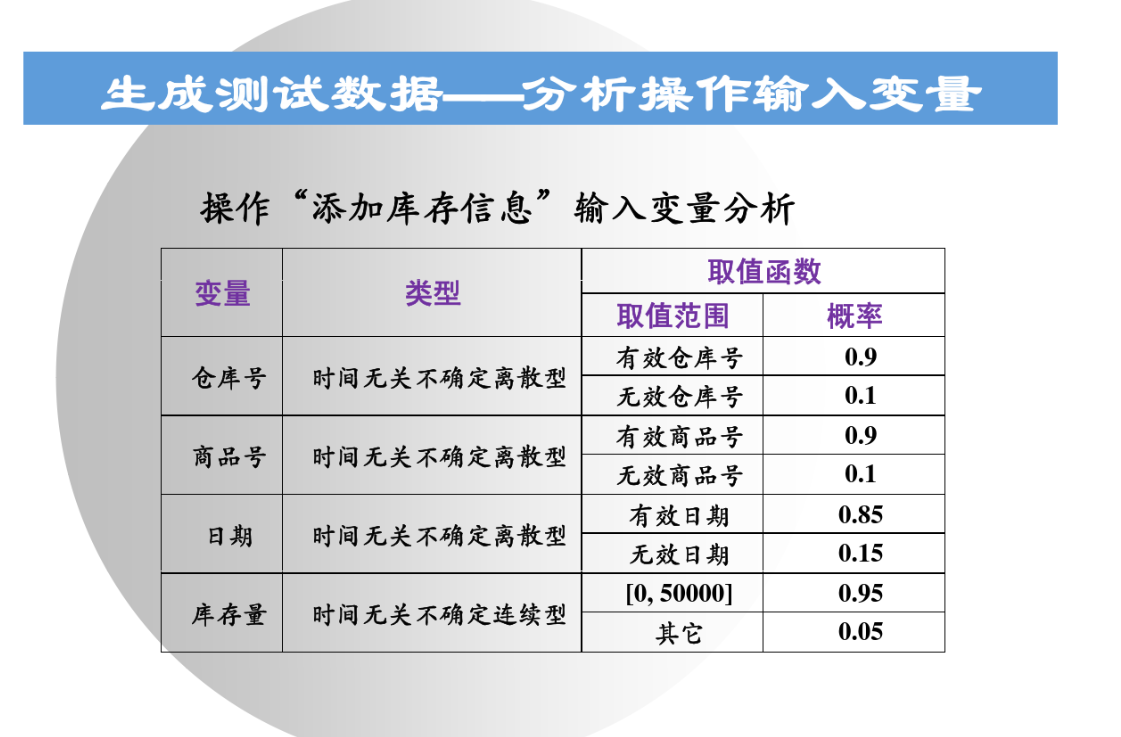 生成测试数据——分析操作输入变量
操作“添加库存信息”输入变量分析
变量 类型 取值函数
取值范围 概率
仓库号 时间无关不确定离散型 有效仓库号 0.9
无效仓库号 0.1
商品号 时间无关不确定离散型 有效商品号 0.9
无效商品号 0.1
日期 时间无关不确定离散型 有效日期 0.85
无效日期 0.15
库存量 时间无关不确定连续型 [0, 50000] 0.95
其它 0.05